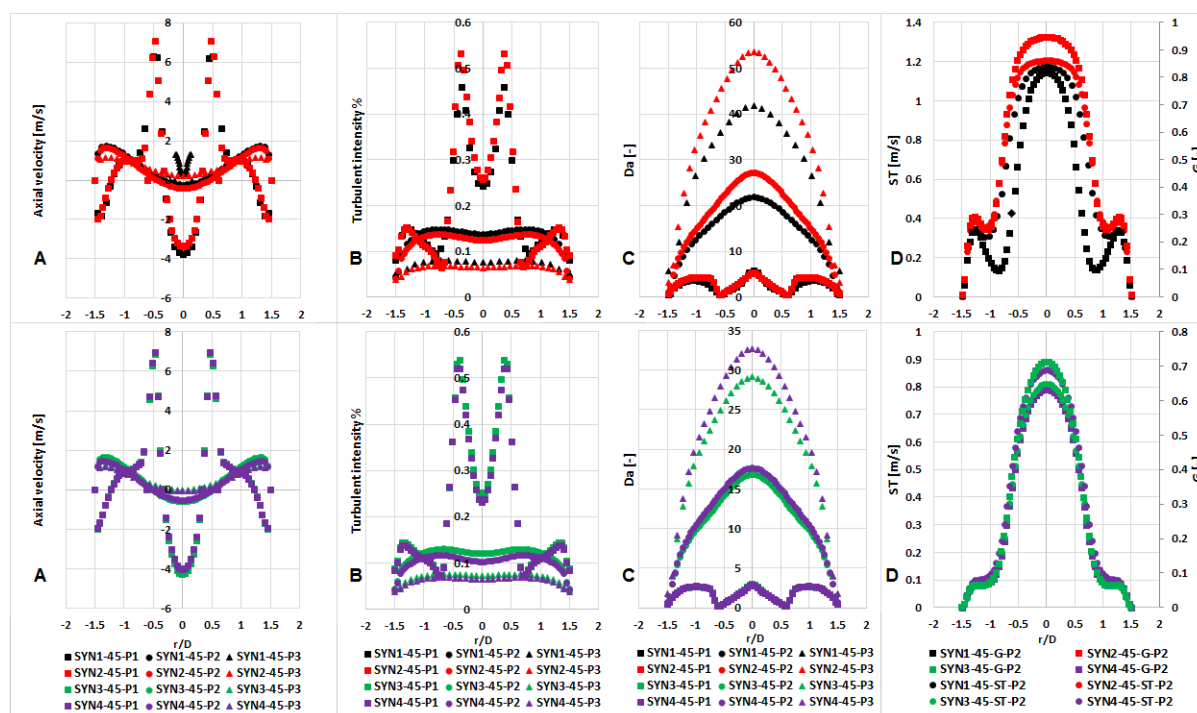 Axial velocity [m/s]
8
6
4
2
-2
-4
-6
A
-2 -1.5 -1 -0.5 0 0.5 1 1.5 2
Turbulent intensity %
0.6
0.5
0.4
0.3
0.2
0.1
0
B
-2 -1.5 -1 -0.5 0 0.5 1 1.5 2
Da [-]
60
50
40
30
20
10
0
C
-2 -1.5 -1 -0.5 0 0.5 1 1.5 2
ST [m/s]
1.4
1.2
1
0.8
0.6
0.4
0.2
0
D
1
0.9
0.8
0.7
0.6
0.5
0.4
0.3
0.2
0.1
0
G [-]
-2 -1.5 -1 -0.5 0 0.5 1 1.5 2
Axial velocity [m/s]
8
6
4
2
0
-2
-4
-6
A
-2 -1.5 -1 -0.5 0 0.5 1 1.5 2
r/D
Turbulent intensity %
0.6
0.5
0.4
0.3
0.2
0.1
0
B
-2 -1.5 -1 -0.5 0 0.5 1 1.5 2
r/D
Da [-]
35
30
25
20
15
10
5
0
C
-2 -1.5 -1 -0.5 0 0.5 1 1.5 2
r/D
ST [m/s]
1
0.9
0.8
0.7
0.6
0.5
0.4
0.3
0.2
0.1
0
D
0.8
0.7
0.6
0.5
0.4
0.3
0.2
0.1
0
G [-]
-2 -1.5 -1 -0.5 0 0.5 1 1.5 2
r/D
SYN1-45-P1 SYN1-45-P2 SYN1-45-P3
SYN2-45-P1 SYN2-45-P2 SYN2-45-P3
SYN3-45-P1 SYN3-45-P2 SYN3-45-P3
SYN4-45-P1 SYN4-45-P2 SYN4-45-P3
SYN1-45-P1 SYN1-45-P2 SYN1-45-P3
SYN2-45-P1 SYN2-45-P2 SYN2-45-P3
SYN3-45-P1 SYN3-45-P2 SYN3-45-P3
SYN4-45-P1 SYN4-45-P2 SYN4-45-P3
SYN1-45-P1 SYN1-45-P2 SYN1-45-P3
SYN2-45-P1 SYN2-45-P2 SYN2-45-P3
SYN3-45-P1 SYN3-45-P2 SYN3-45-P3
SYN4-45-P1 SYN4-45-P2 SYN4-45-P3
SYN1-45-G-P2 SYN2-45-G-P2
SYN3-45-G-P2 SYN4-45-G-P2
SYN1-45-ST-P2 SYN2-45-ST-P2
SYN3-45-ST-P2 SYN4-45-ST-P2